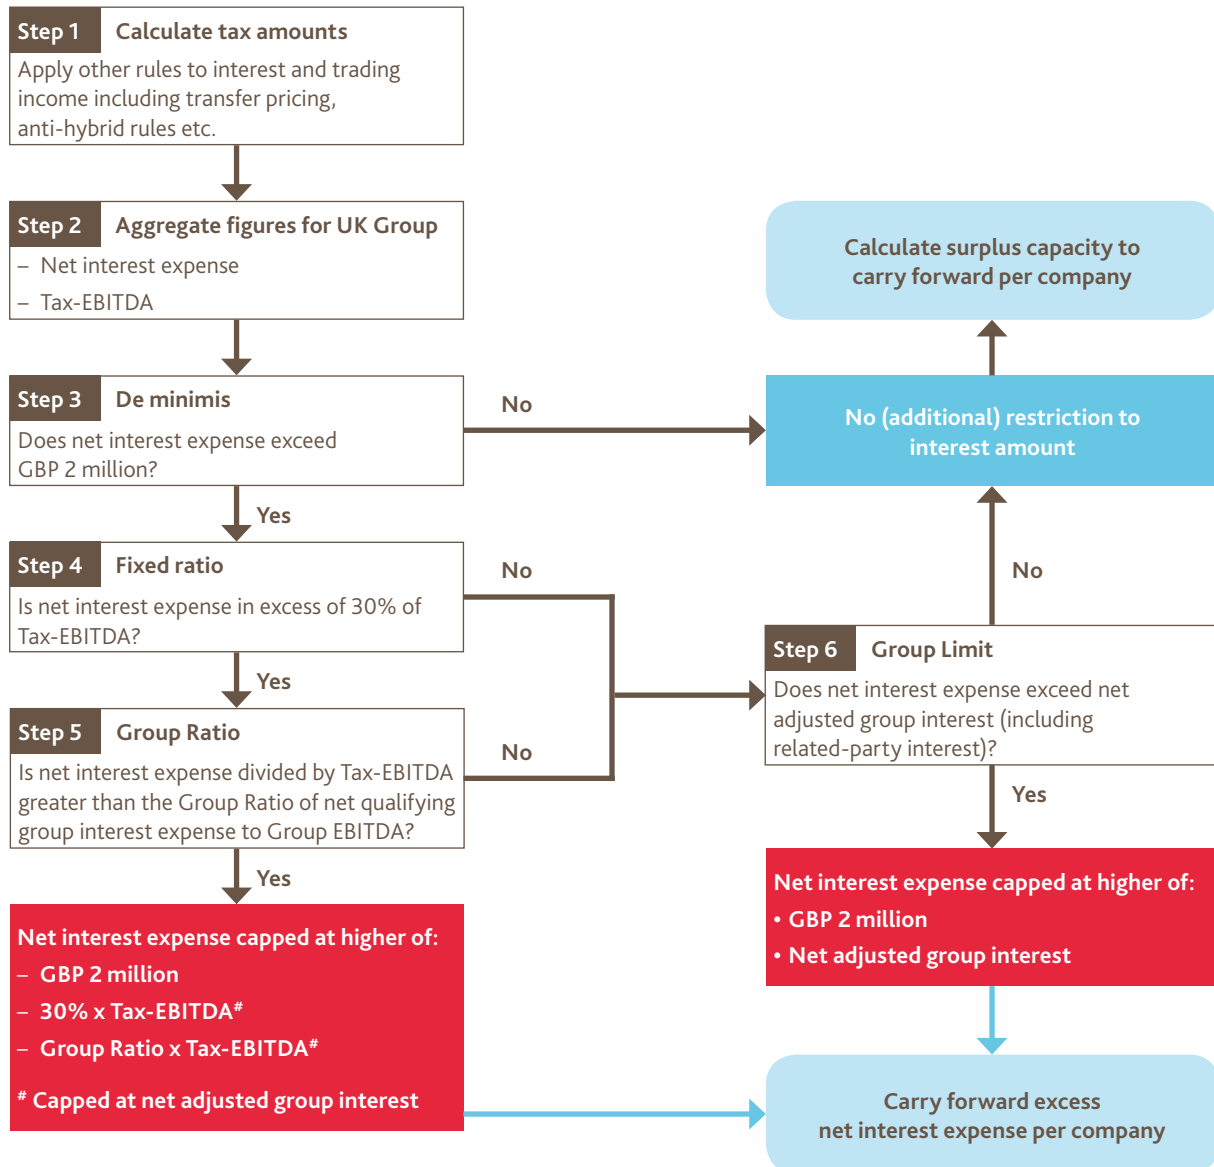 Step 1 Calculate tax amounts
Apply other rules to interest and trading
income including transfer pricing,
anti-hybrid rules etc.
Step 2 Aggregate figures for UK Group
– Net interest expense
– Tax-EBITDA
Calculate surplus capacity to
carry forward per company
Step 3 De minimis
Does net interest expense exceed
GBP 2 million?
No
No (additional) restriction to
interest amount
Yes
Step 4 Fixed ratio
Is net interest expense in excess of 30% of
Tax-EBITDA?
No
No
Yes
Step 5 Group Ratio
Is net interest expense divided by Tax-EBITDA
greater than the Group Ratio of net qualifying
group interest expense to Group EBITDA?
No
Step 6 Group Limit
Does net interest expense exceed net
adjusted group interest (including
related-party interest)?
Yes
Yes
Net interest expense capped at higher of:
– GBP 2 million
– 30% x Tax-EBITDA#
– Group Ratio x Tax-EBITDA#
# Capped at net adjusted group interest
Net interest expense capped at higher of:
• GBP 2 million
• Net adjusted group interest
Carry forward excess
net interest expense per company